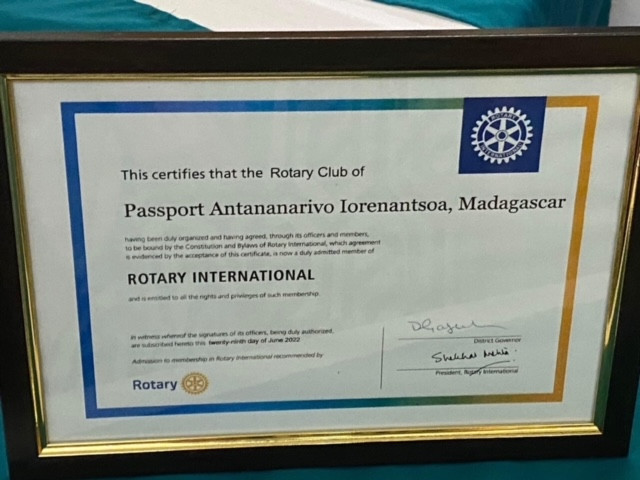 ROTARY
INTERNATIONAL
This certifies that the Rotary Club of
Passport Antananarivo Iorenantsoa, Madagascar
having been duly organized and having agreed, through its officers and members,
to be bound by the Constitution and Bylaws of Rotary International, which agreement
is evidenced by the acceptance of this certificate, is now a duly admitted member of
ROTARY INTERNATIONAL
and is entitled to all the rights and privileges of such membership.
In witness whereof the signatures of its officers, being duly authorized,
are subscribed hereto this twenty-ninth day of June 2022
Admission to membership in Rotary International recommended by
District Governor
Shekhar Mehta
President, Rotary International
Rotary